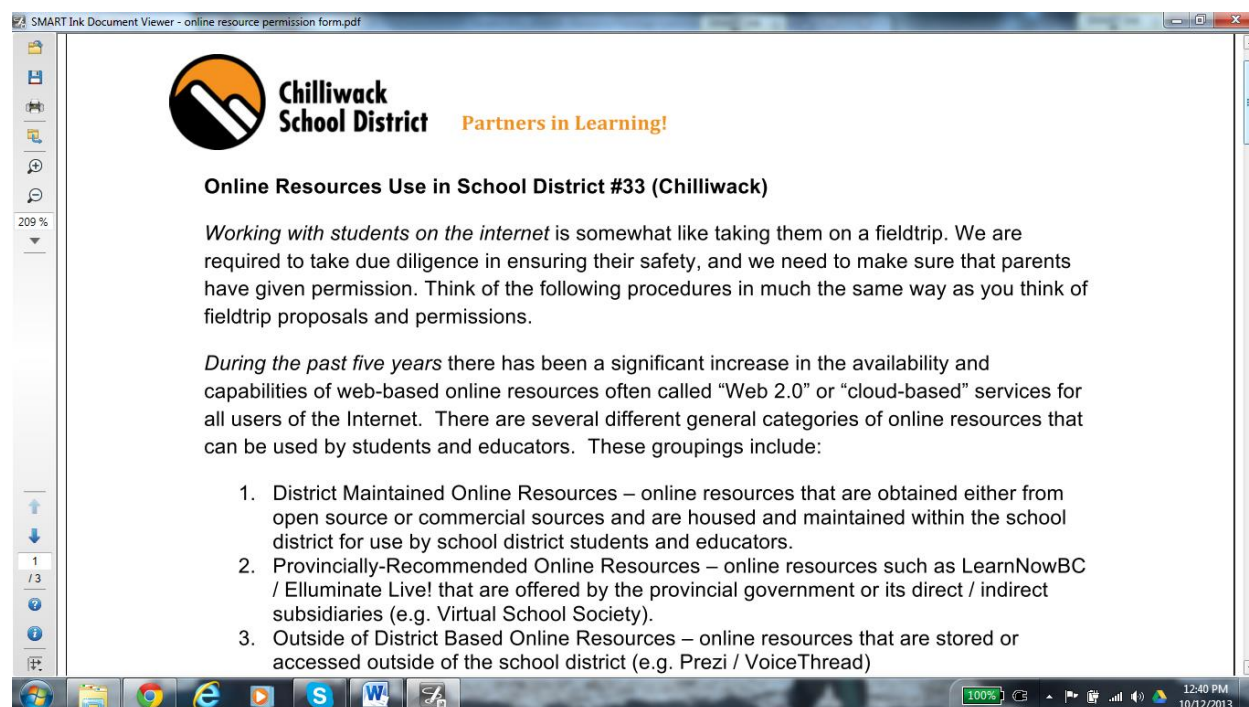 SMART Ink Document Viewer - online resource permission form.pdf
Chilliwack
School District
Partners in Learning!
Online Resources Use in School District #33 (Chilliwack)
Working with students on the internet is somewhat like taking them on a fieldtrip. We are
required to take due diligence in ensuring their safety, and we need to make sure that parents
have given permission. Think of the following procedures in much the same way as you think of
fieldtrip proposals and permissions.
During the past five years there has been a significant increase in the availability and
capabilities of web-based online resources often called “Web 2.0” or “cloud-based” services for
all users of the Internet.  There are several different general categories of online resources that
can be used by students and educators.  These groupings include:
1. District Maintained Online Resources – online resources that are obtained either from
open source or commercial sources and are housed and maintained within the school
district for use by school district students and educators.
2. Provincially-Recommended Online Resources – online resources such as LearnNowBC
/ Elluminate Live! that are offered by the provincial government or its direct / indirect
subsidiaries (e.g. Virtual School Society).
3. Outside of District Based Online Resources – online resources that are stored or
accessed outside of the school district (e.g. Prezi / VoiceThread)
209 %
1
/ 3
100%
12:40 PM
10/12/2013